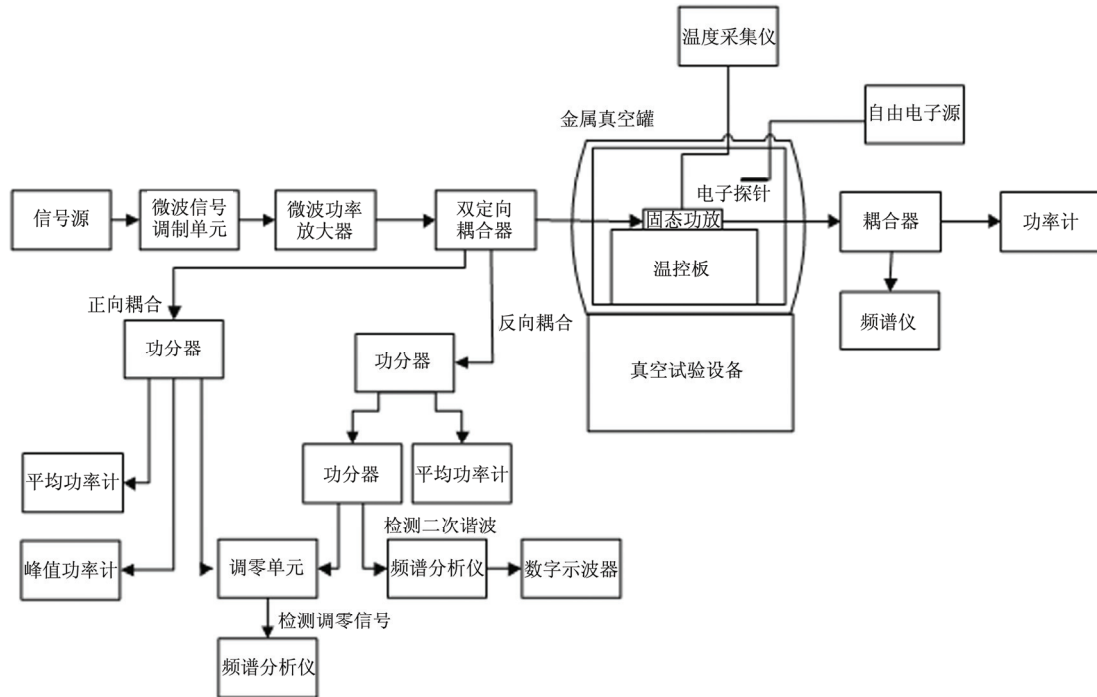 温度采集仪
金属真空罐
自由电子源
电子探针
信号源
微波信号
调制单元
微波功率
放大器
双定向
耦合器
固态功放
耦合器
功率计
温控板
正向耦合
反向耦合
频谱仪
功分器
功分器
真空试验设备
平均功率计
功分器
平均功率计
检测二次谐波
峰值功率计
调零单元
频谱分析仪
数字示波器
检测调零信号
频谱分析仪